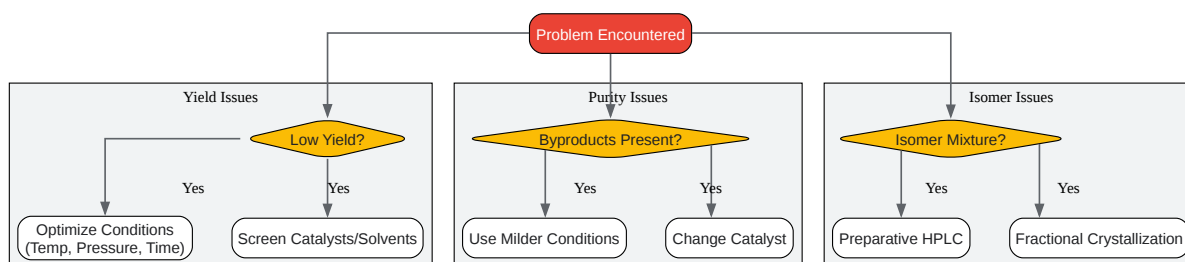 Problem Encountered
Yield Issues
Purity Issues
Isomer Issues
Low Yield?
Byproducts Present?
Isomer Mixture?
Yes
Yes
Yes
Yes
Yes
Yes
Optimize Conditions
(Temp, Pressure, Time)
Screen Catalysts/Solvents
Use Milder Conditions
Change Catalyst
Preparative HPLC
Fractional Crystallization